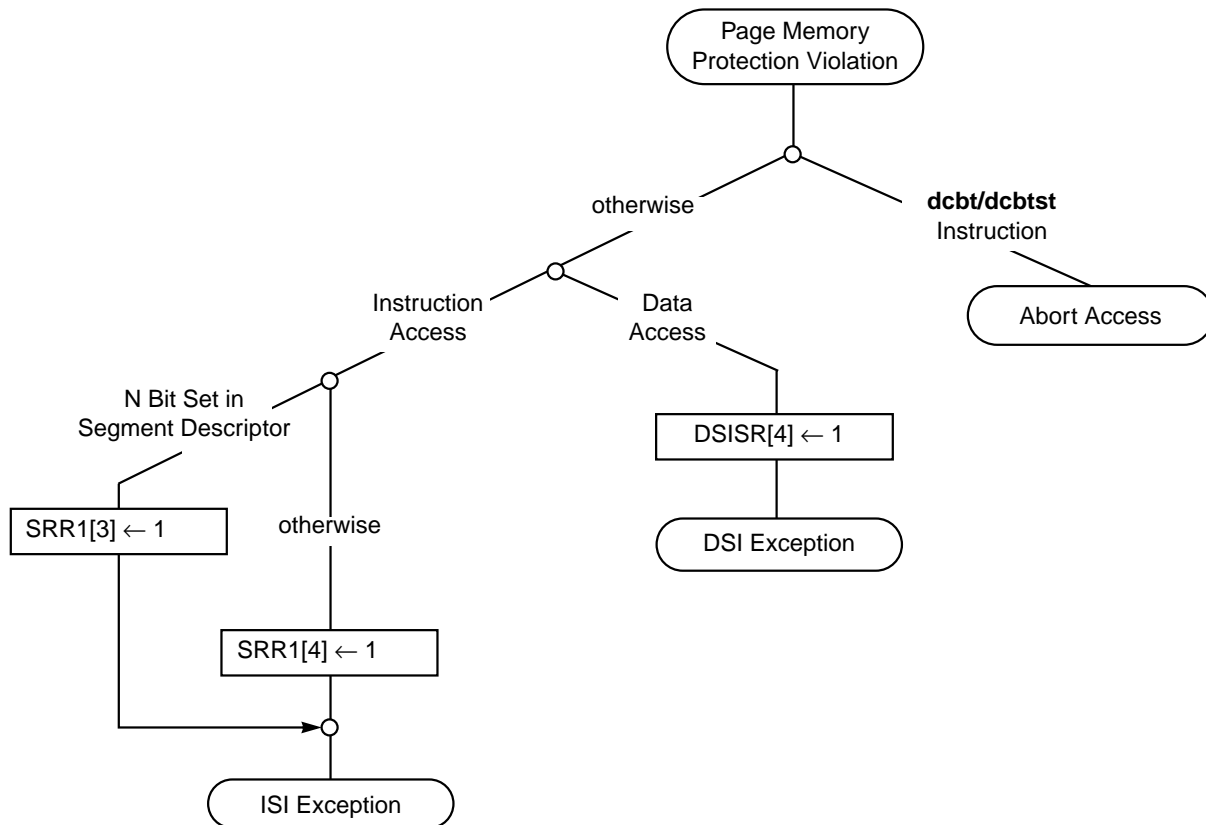 Page Memory
Protection Violation
otherwise
dcbt/dcbtst
Instruction
Instruction
Access
Data
Access
Abort Access
N Bit Set in
Segment Descriptor
DSISR[4] ← 1
SRR1[3] ← 1
otherwise
DSI Exception
SRR1[4] ← 1
ISI Exception